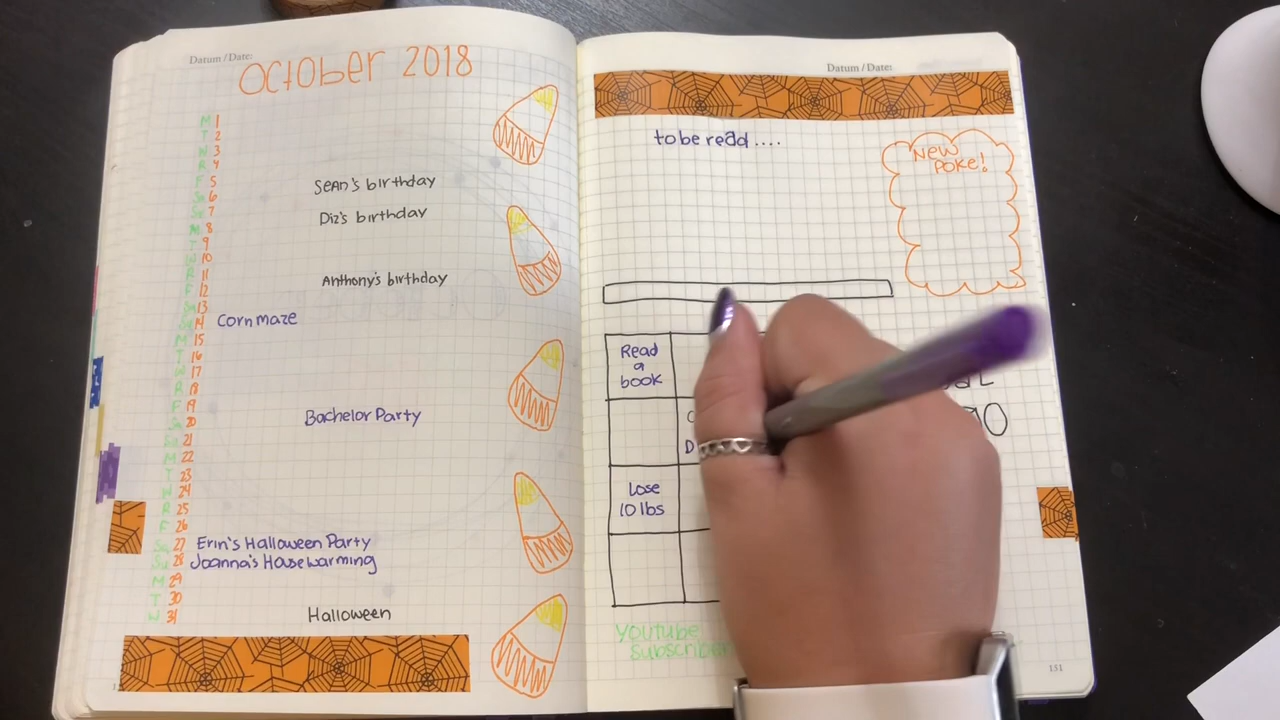 Datum / Date:
October 2018
M 1
T 2
W 3
R 4
F 5
Sa 6
Su 7
M 8
T 9
W 10
R 11
F 12
Sa 13
Su 14
M 15
T 16
W 17
R 18
F 19
Sa 20
Su 21
M 22
T 23
W 24
R 25
F 26
Sa 27
Su 28
M 29
T 30
W 31
Sean's birthday
Diz's birthday
Anthony's birthday
Corn maze
Bachelor Party
Erin's Halloween Party
Joanna's Housewarming
Halloween
Datum / Date:
to be read ....
New
Poke!
Read
a
book
Lose
10 lbs
youtube
151